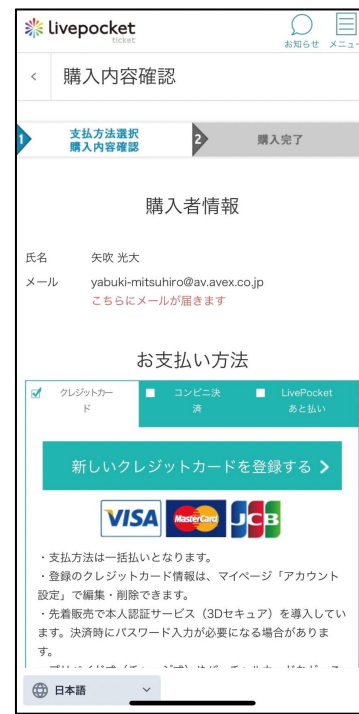 livepocket
ticket
お知らせ メニュー
購入内容確認
1 支払方法選択
購入内容確認
2 購入完了
購入者情報
氏名 矢吹 光大
メール yabuki-mitsuhiro@av.avex.co.jp
こちらにメールが届きます
お支払い方法
クレジットカー
ド
コンビニ決
済
LivePocket
あと払い
新しいクレジットカードを登録する
VISA MasterCard JCB
・支払方法は一括払いとなります。
・登録のクレジットカード情報は、マイページ「アカウント
設定」で編集・削除できます。
・先着販売で本人認証サービス（3Dセキュア）を導入してい
ます。決済時にパスワード入力が必要になる場合がありま
す。
日本語